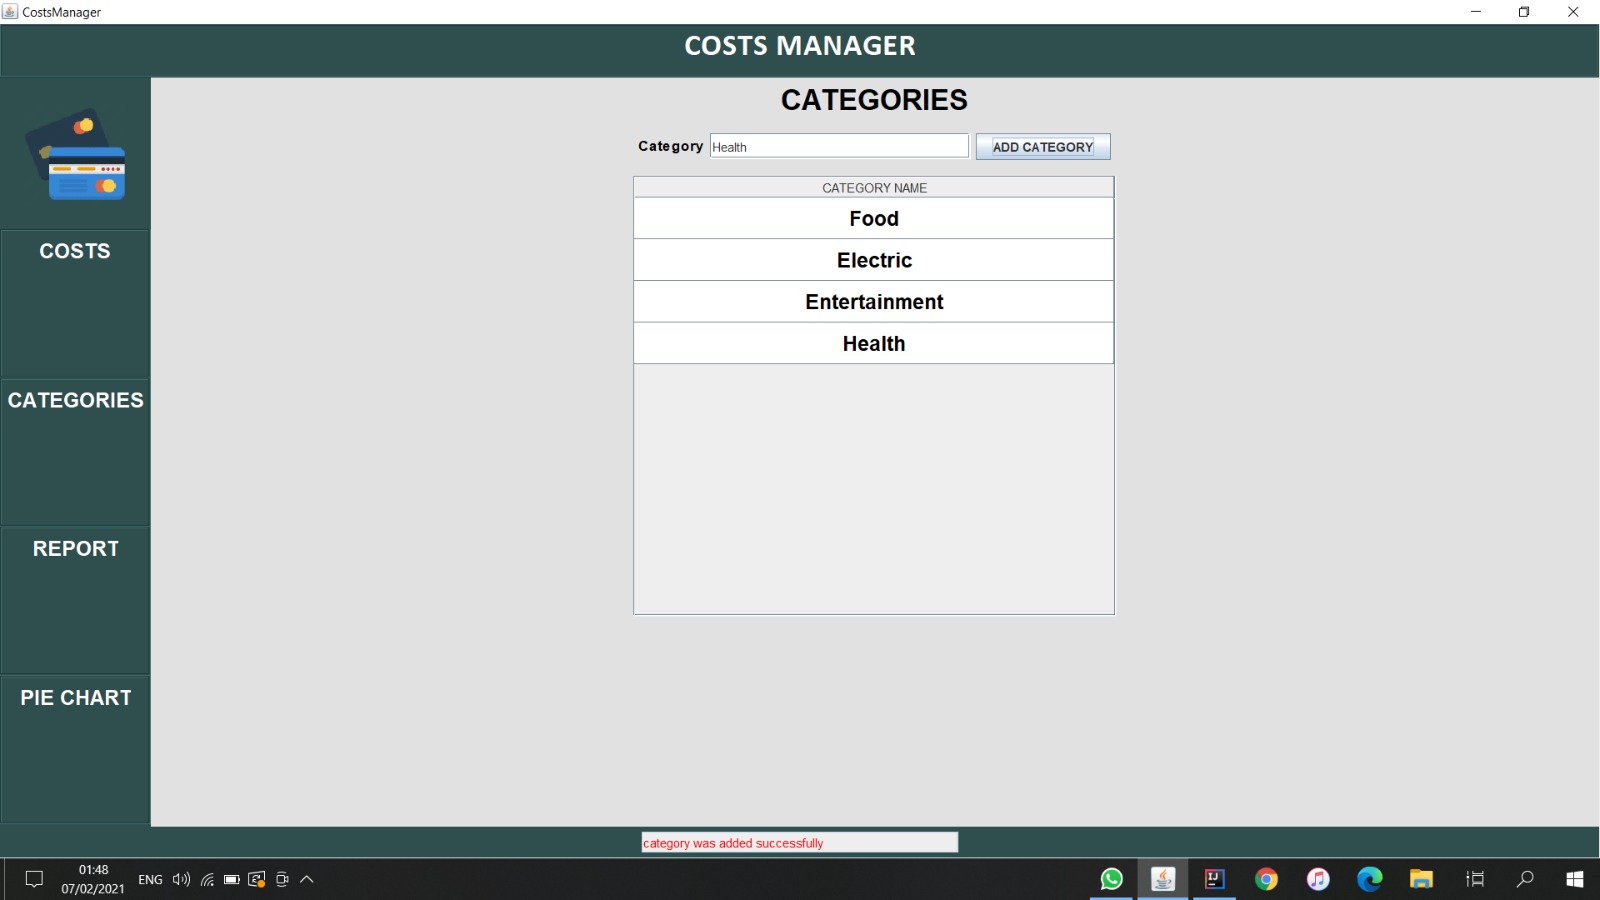 CostsManager
COSTS MANAGER
CATEGORIES
Category Health ADD CATEGORY
CATEGORY NAME
Food
Electric
Entertainment
Health
COSTS
CATEGORIES
REPORT
PIE CHART
category was added successfully
01:48
07/02/2021
ENG